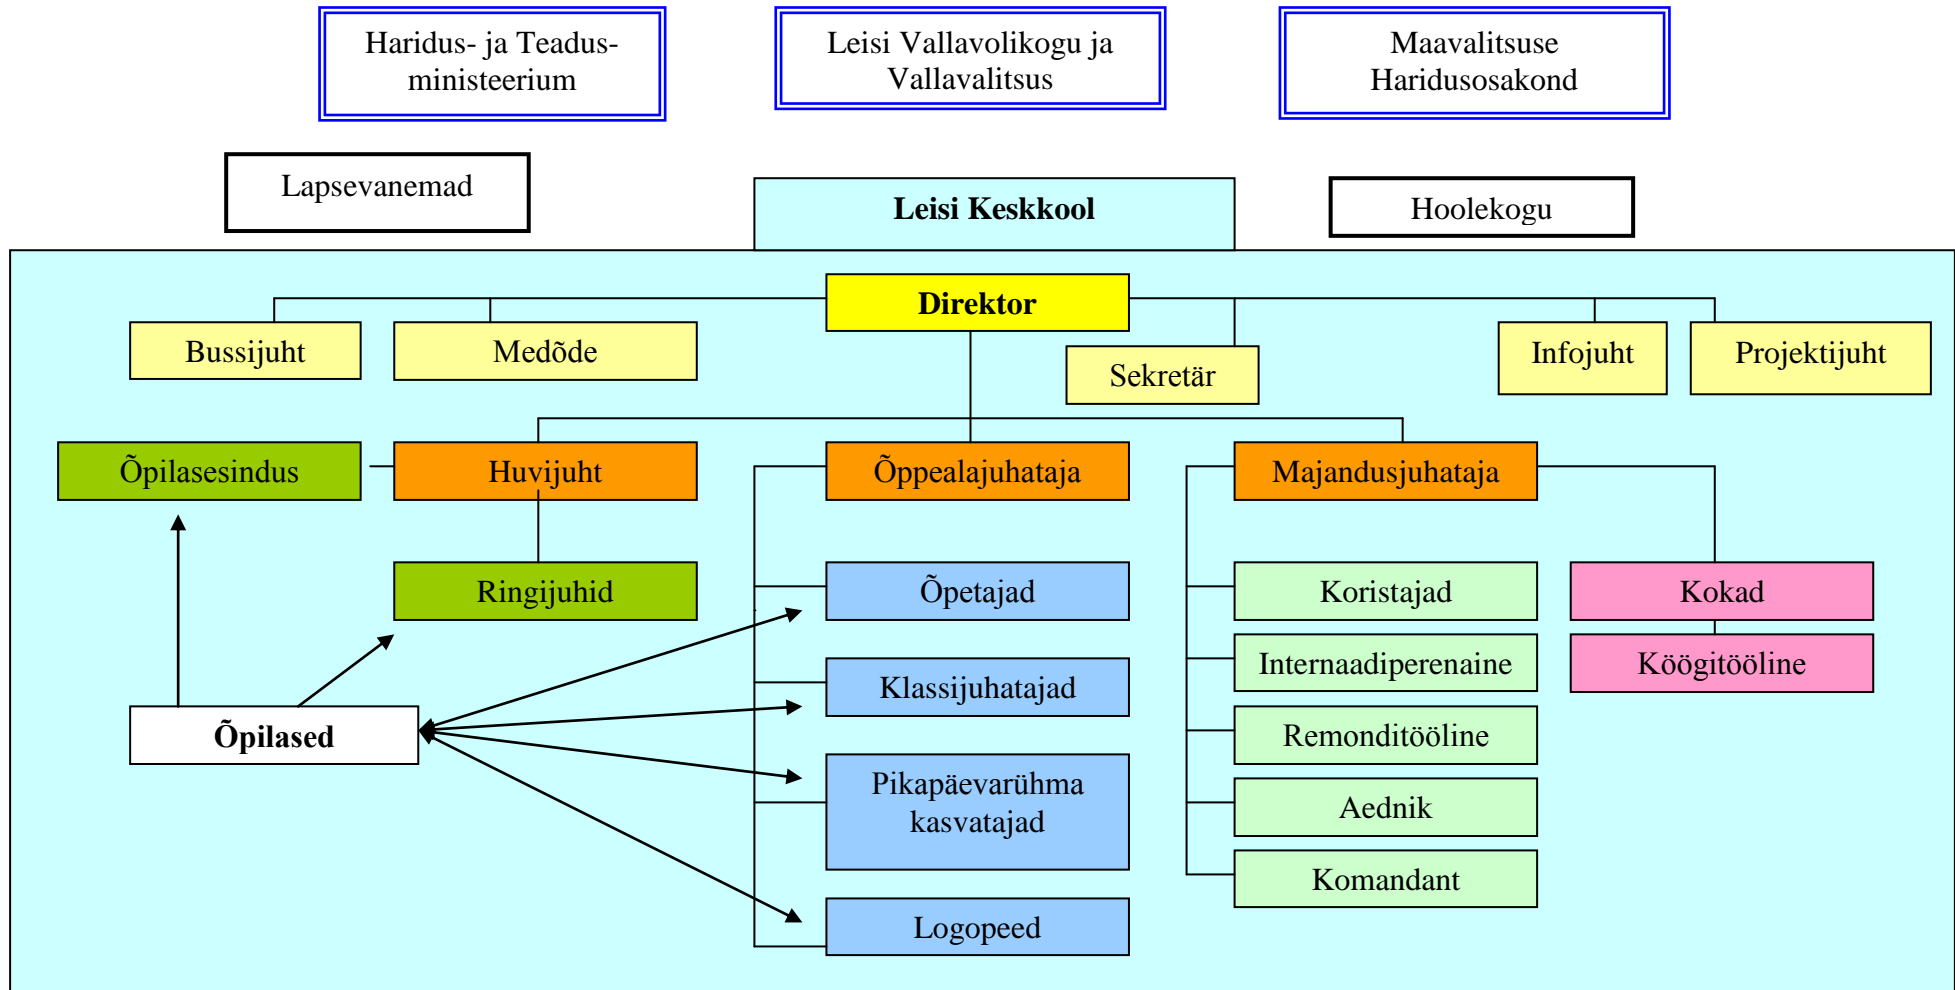 Haridus- ja Teadus-
ministeerium
Leisi Vallavolikogu ja
Vallavalitsus
Maavalitsuse
Haridusosakond
Lapsevanemad
Leisi Keskkool
Hoolekogu
Direktor
Bussijuht
Medõde
Sekretär
Infojuht
Projektijuht
Õpilasesindus
Huvijuht
Õppealajuhataja
Majandusjuhataja
Ringijuhid
Õpetajad
Koristajad
Kokad
Klassijuhatajad
Internaadiperenaine
Köögitööline
Õpilased
Remonditööline
Pikapäevarühma
kasvatajad
Aednik
Komandant
Logopeed